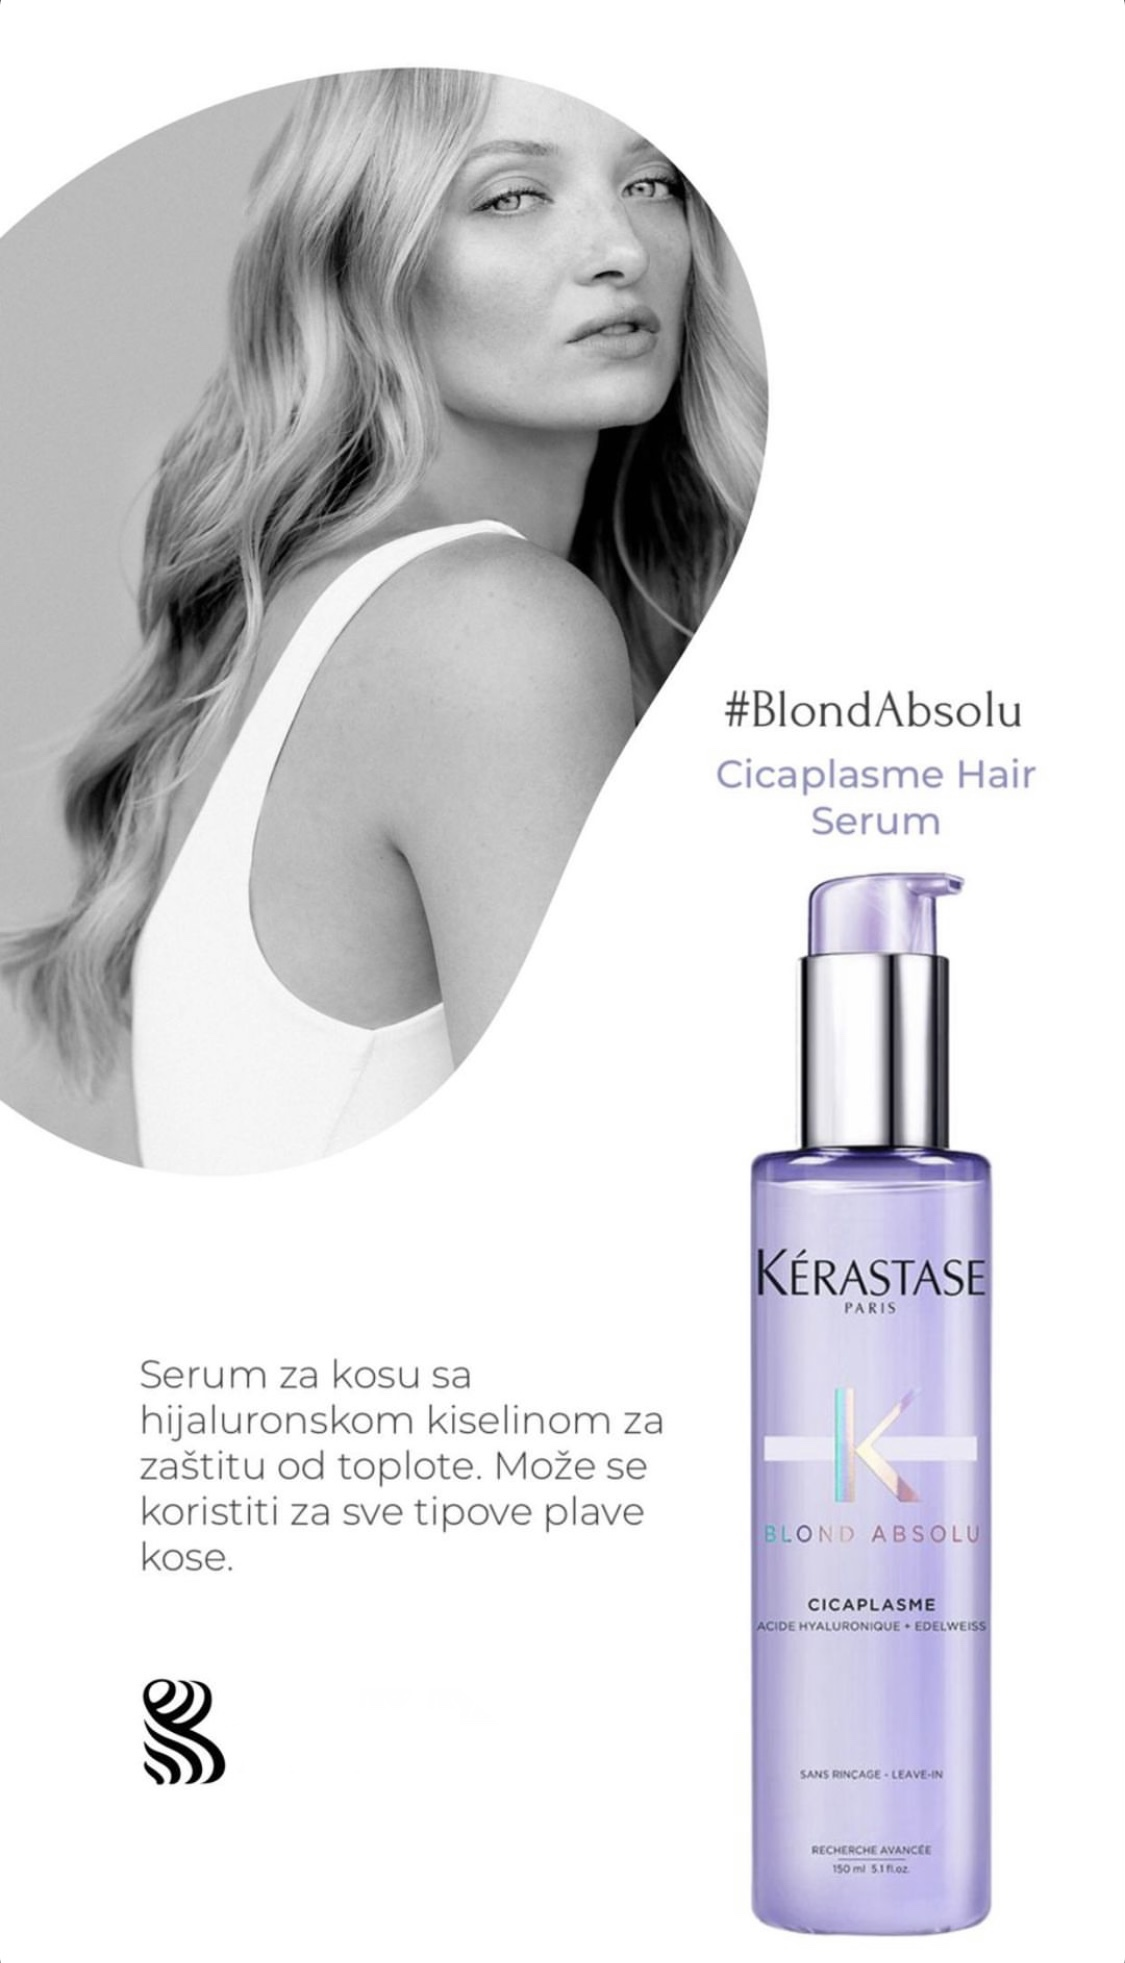 #BlondAbsolu
Cicaplasme Hair
Serum
KÉRASTASE
PARIS
K
BLOND ABSOLU
CICAPLASME
ACIDE HYALURONIQUE • EDELWEISS
SANS RINÇAGE - LEAVE-IN
RECHERCHE AVANCÉE
150 ml 5.1 fl.oz.
Serum za kosu sa
hijaluronskom kiselinom za
zaštitu od toplote. Može se
koristiti za sve tipove plave
kose.